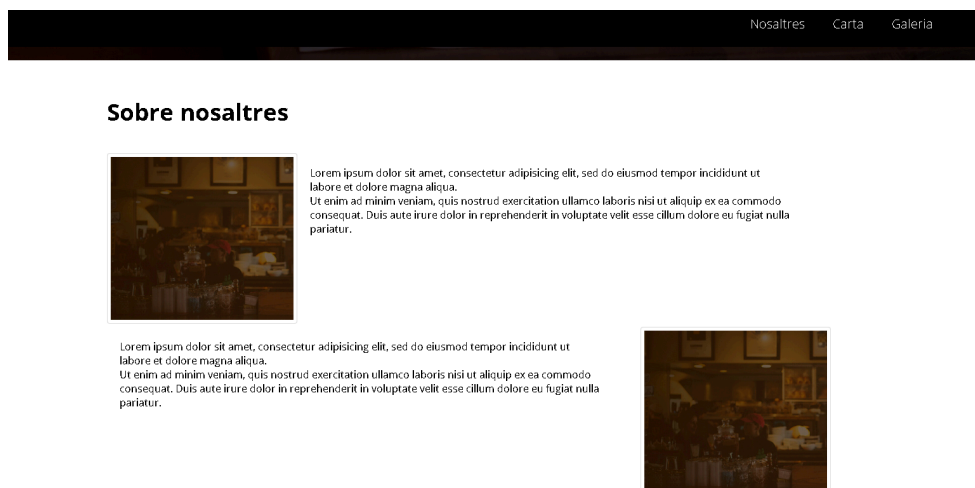 Nosaltres Carta Galeria
Sobre nosaltres
Lorem ipsum dolor sit amet, consectetur adipisicing elit, sed do eiusmod tempor incididunt ut
labore et dolore magna aliqua.
Ut enim ad minim veniam, quis nostrud exercitation ullamco laboris nisi ut aliquip ex ea commodo
consequat. Duis aute irure dolor in reprehenderit in voluptate velit esse cillum dolore eu fugiat nulla
pariatur.
Lorem ipsum dolor sit amet, consectetur adipisicing elit, sed do eiusmod tempor incididunt ut
labore et dolore magna aliqua.
Ut enim ad minim veniam, quis nostrud exercitation ullamco laboris nisi ut aliquip ex ea commodo
consequat. Duis aute irure dolor in reprehenderit in voluptate velit esse cillum dolore eu fugiat nulla
pariatur.